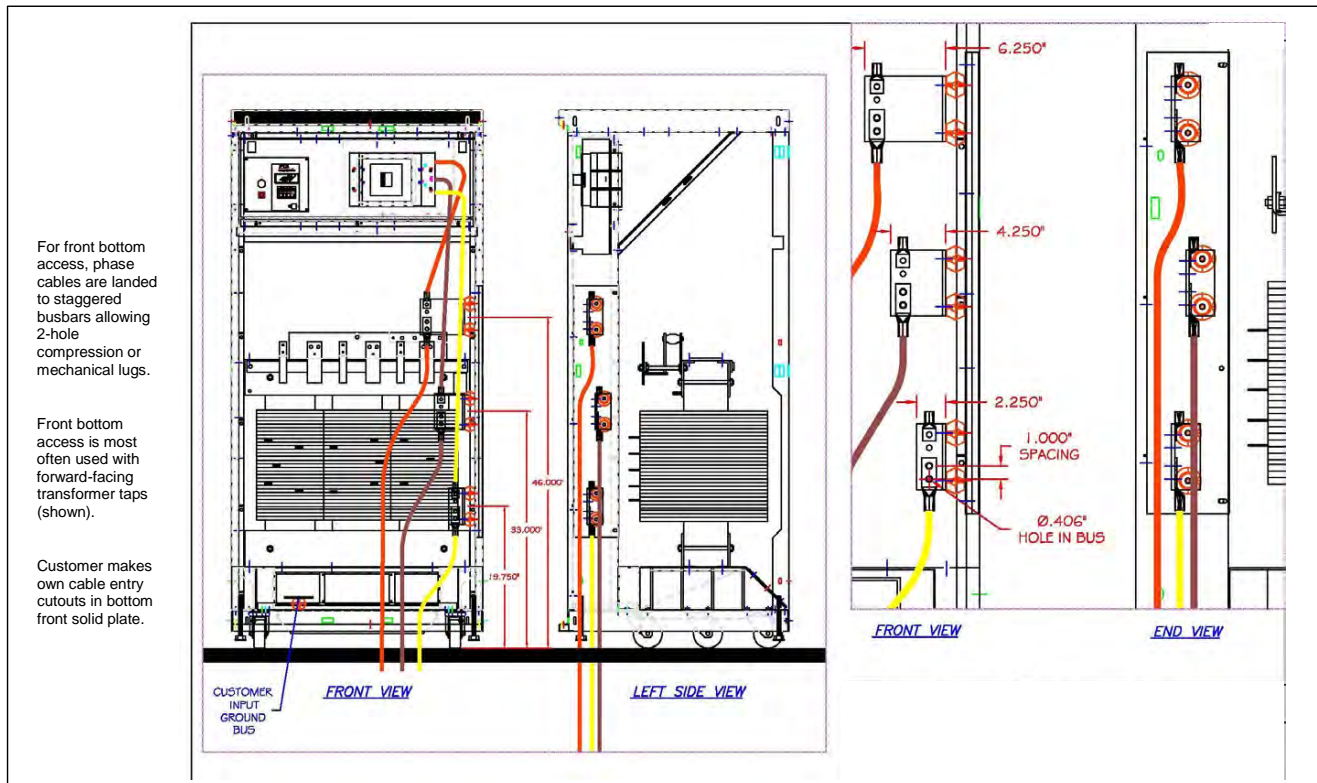 For front bottom
access, phase
cables are landed
to staggered
busbars allowing
2-hole
compression or
mechanical lugs.
Front bottom
access is most
often used with
forward-facing
transformer taps
(shown).
Customer makes
own cable entry
cutouts in bottom
front solid plate.
46.000"
33.000"
19.750"
CUSTOMER
INPUT
GROUND
BUS
FRONT VIEW
LEFT SIDE VIEW
6.250"
4.250"
2.250"
1.000"
SPACING
Ø.406"
HOLE IN BUS
FRONT VIEW
END VIEW